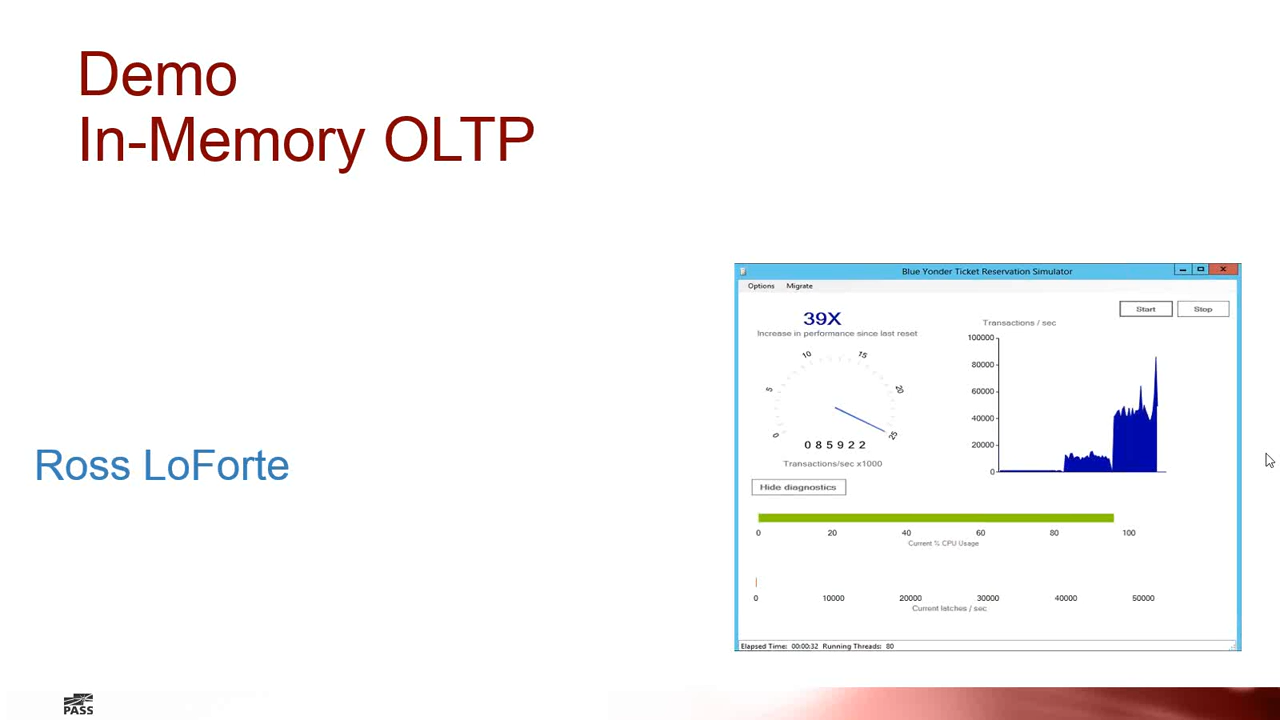 Demo
In-Memory OLTP
Ross LoForte
Blue Yonder Ticket Reservation Simulator
Options Migrate
Start Stop
39X
Increase in performance since last reset
0 5 10 15 20 25
085922
Transactions/sec x1000
Transactions / sec
100000
80000
60000
40000
20000
0
Hide diagnostics
0 20 40 60 80 100
Current % CPU Usage
0 10000 20000 30000 40000 50000
Current latches / sec
Elapsed Time: 00:00:32 Running Threads: 80
PASS